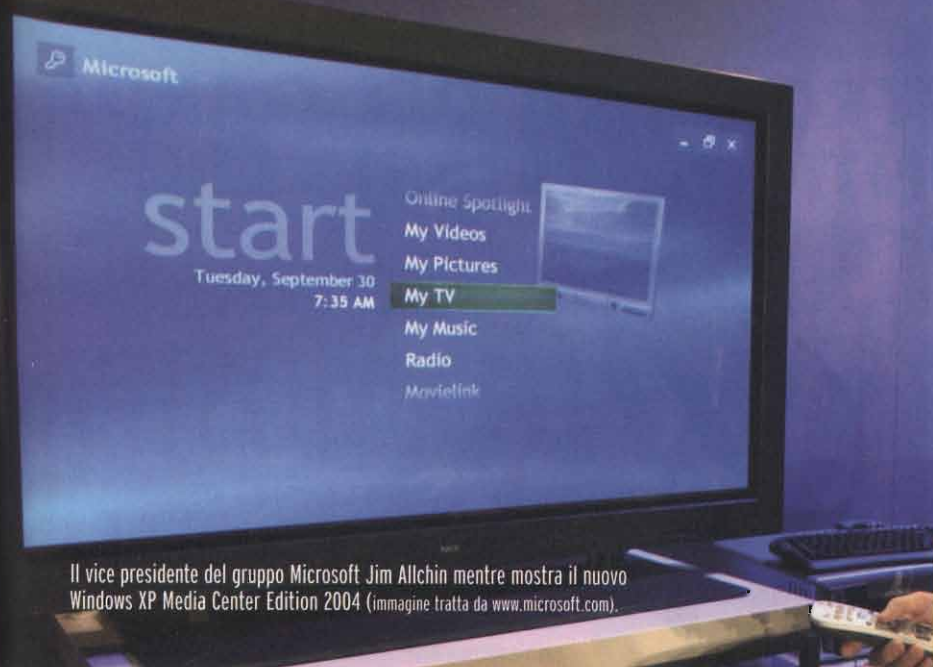 Microsoft
start
Tuesday, September 30
7:35 AM
Online Spotlight
My Videos
My Pictures
My TV
My Music
Radio
Movielink
Il vice presidente del gruppo Microsoft Jim Allchin mentre mostra il nuovo
Windows XP Media Center Edition 2004 (immagine tratta da www.microsoft.com).